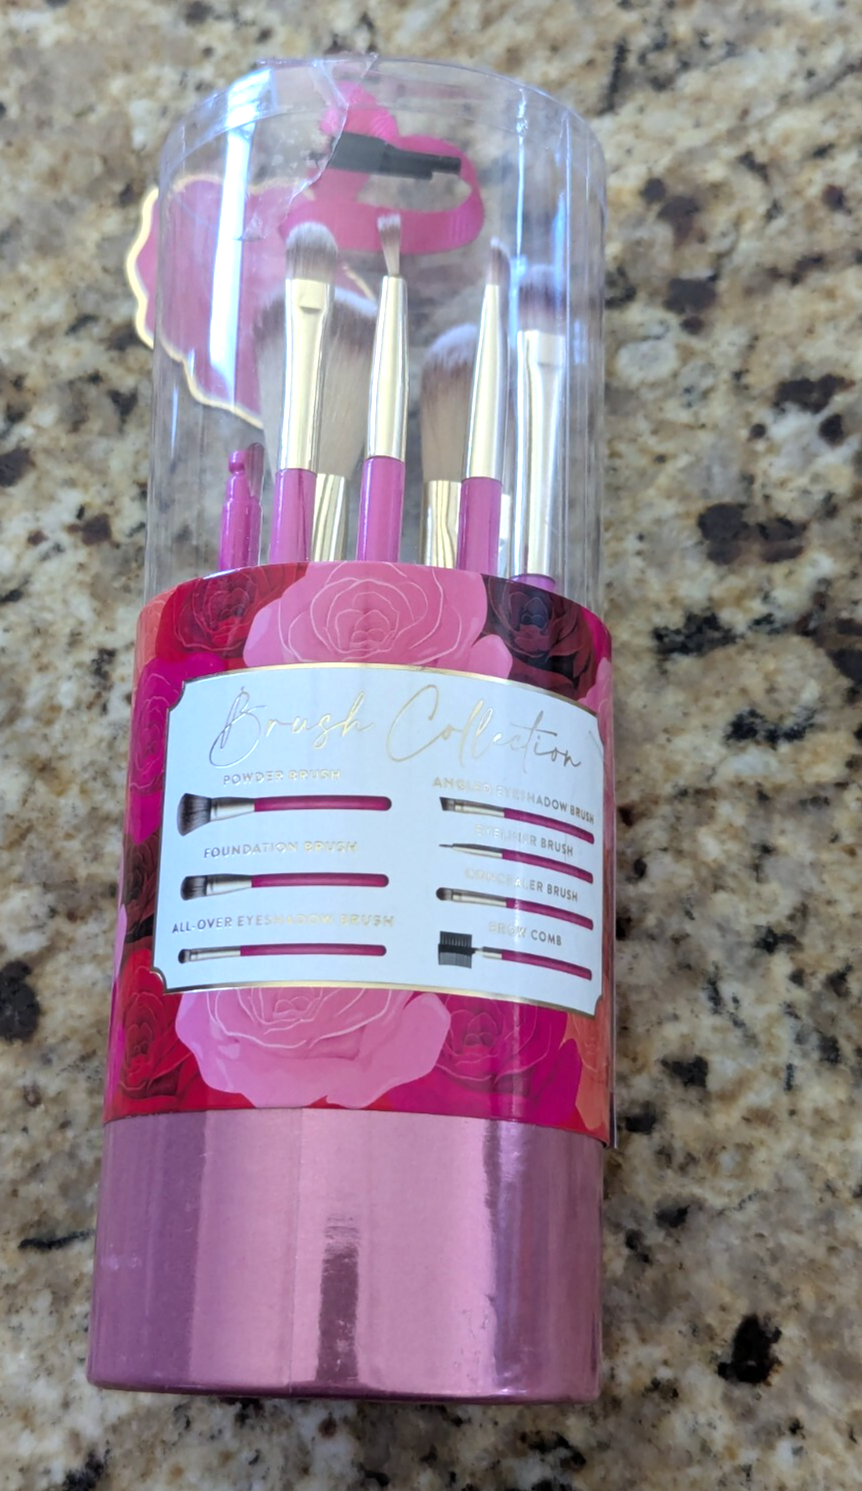 Brush Collection
POWDER BRUSH
FOUNDATION BRUSH
ALL-OVER EYESHADOW BRUSH
ANGLED EYESHADOW BRUSH
EYELINER BRUSH
CONCEALER BRUSH
BROW COMB